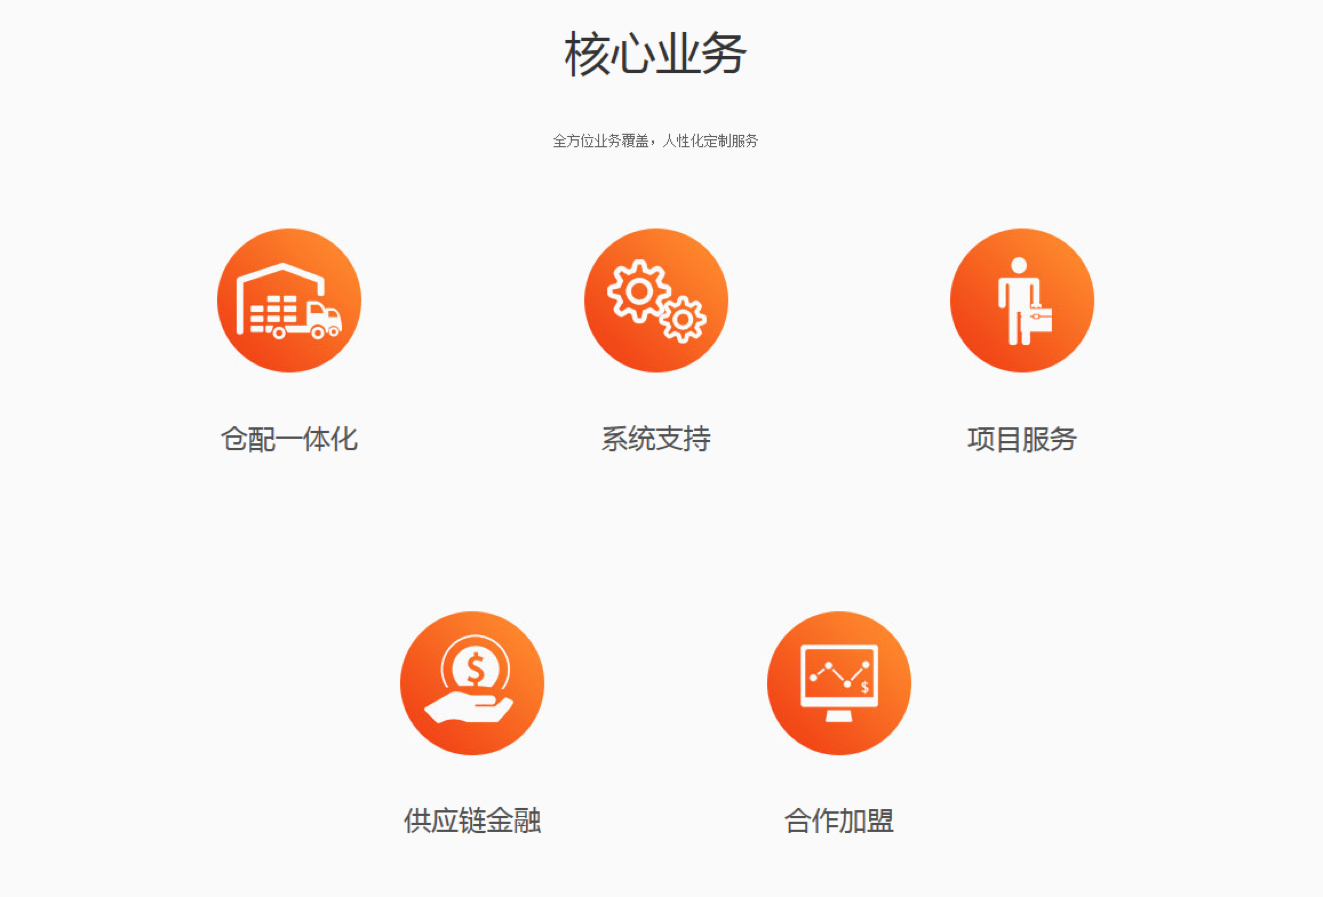 核心业务
全方位业务覆盖，人性化定制服务
仓配一体化
系统支持
项目服务
供应链金融
合作加盟